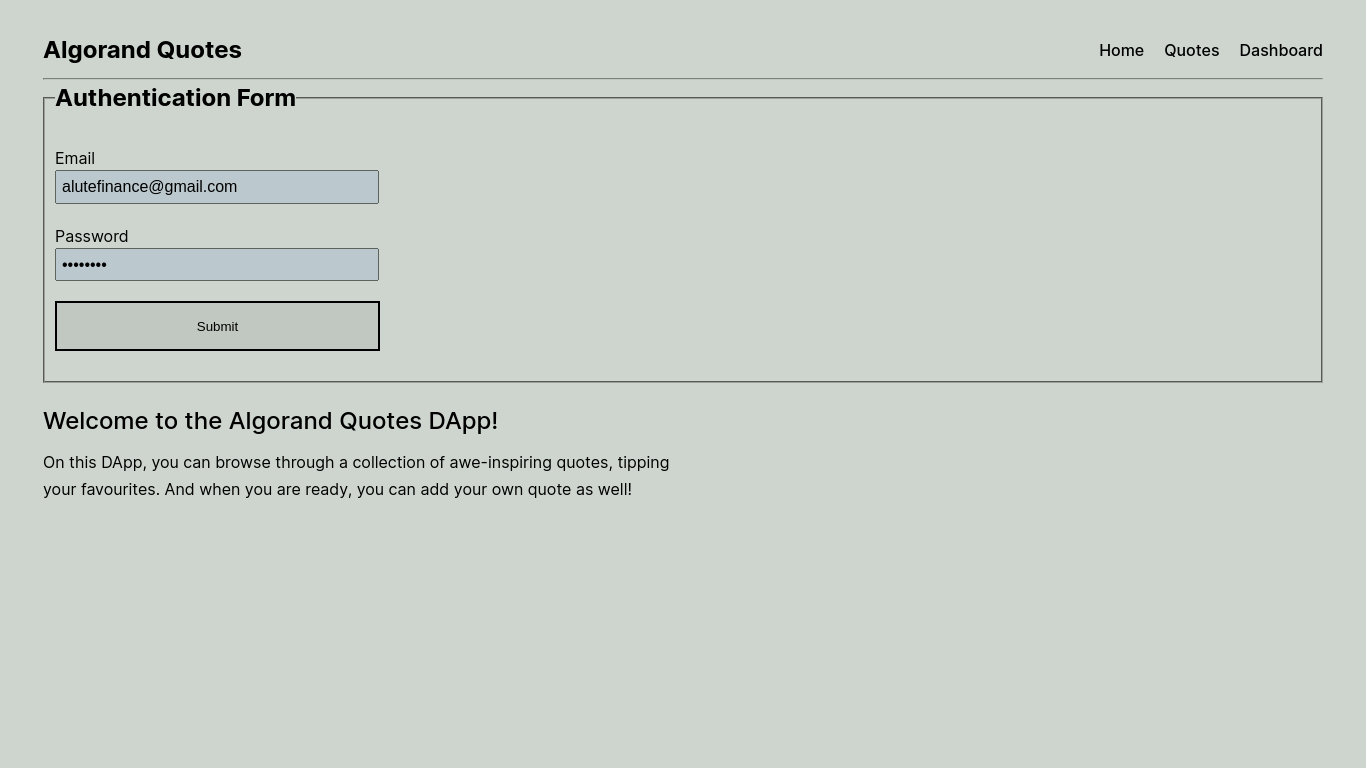 Algorand Quotes
Home Quotes Dashboard
Authentication Form
Email
alutefinance@gmail.com
Password
••••••••
Submit
Welcome to the Algorand Quotes DApp!
On this DApp, you can browse through a collection of awe-inspiring quotes, tipping
your favourites. And when you are ready, you can add your own quote as well!